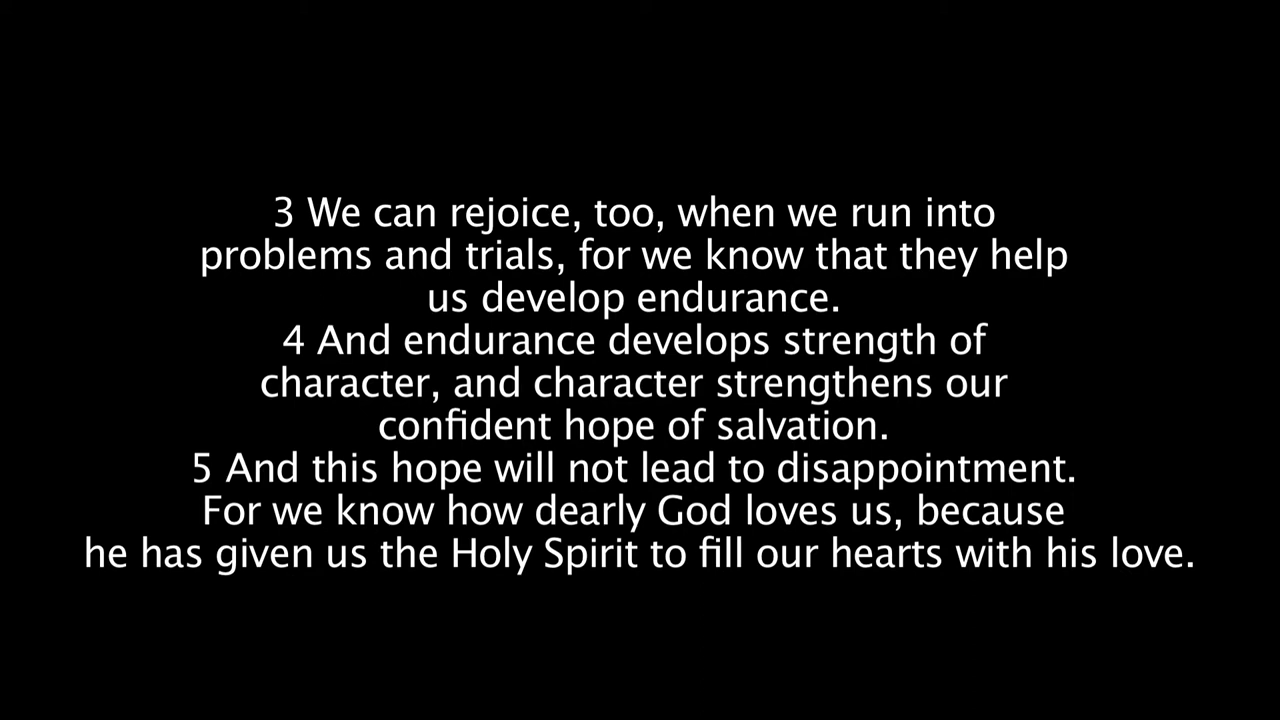 3 We can rejoice, too, when we run into
problems and trials, for we know that they help
us develop endurance.
4 And endurance develops strength of
character, and character strengthens our
confident hope of salvation.
5 And this hope will not lead to disappointment.
For we know how dearly God loves us, because
he has given us the Holy Spirit to fill our hearts with his love.